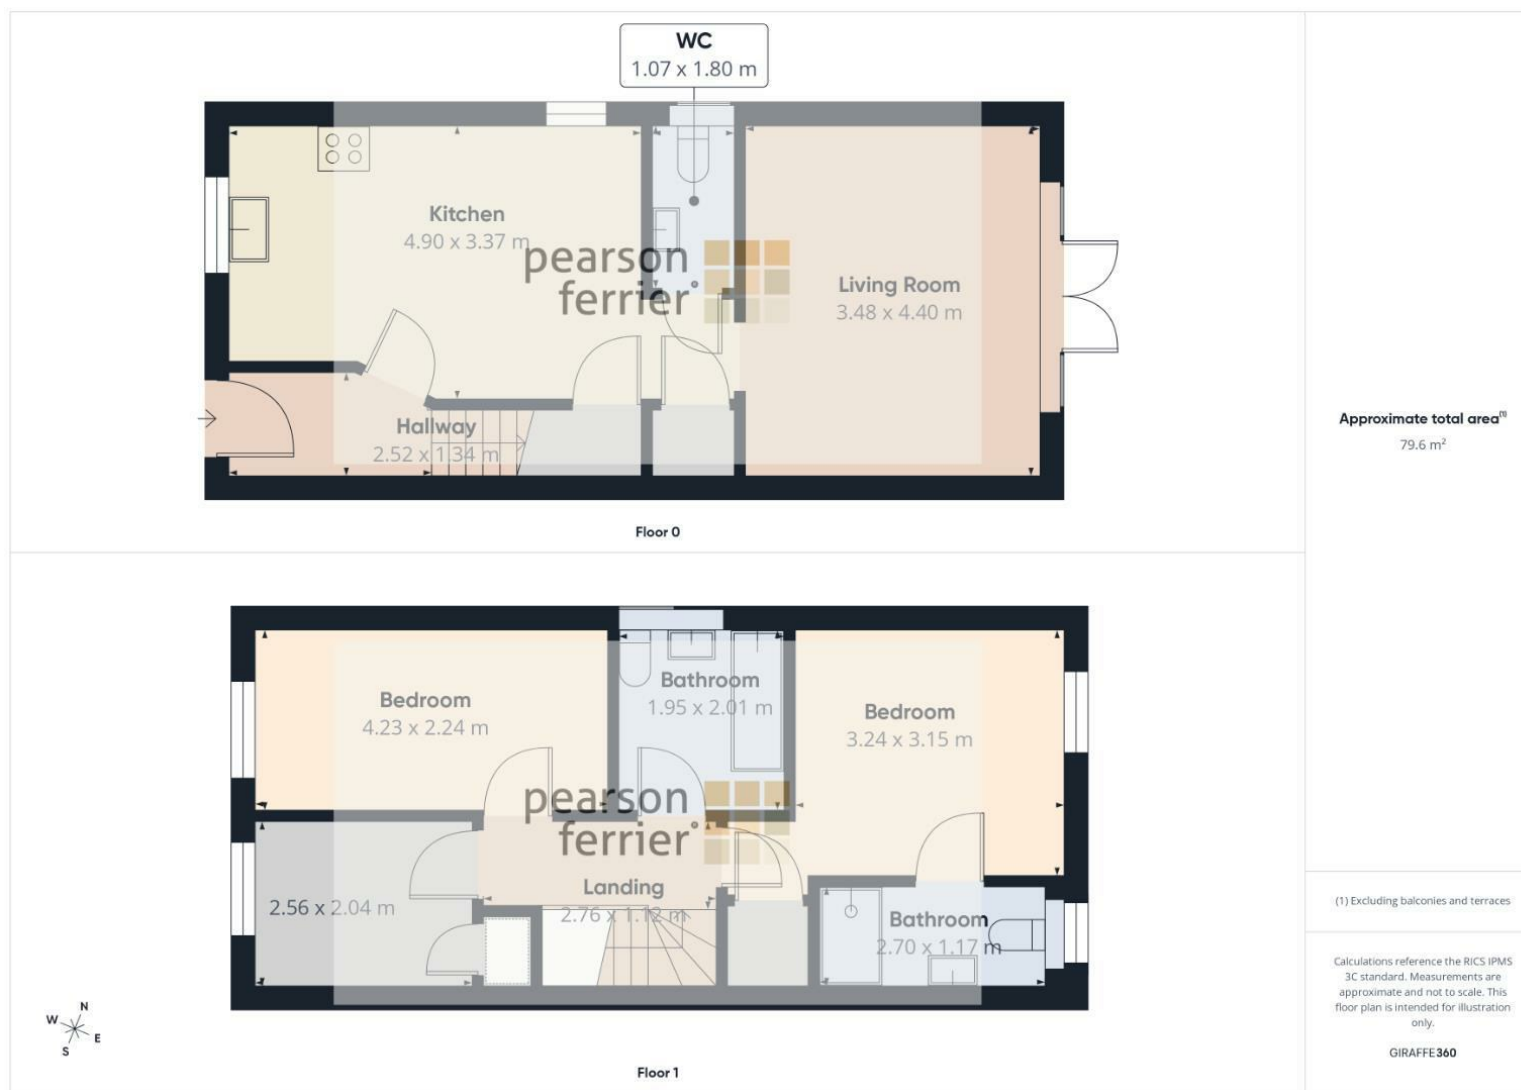 WC
1.07 x 1.80 m
Kitchen
4.90 x 3.37 m
pearson
ferrier
Living Room
3.48 x 4.40 m
Hallway
2.52 x 1.34 m
Floor 0
Approximate total area(1)
79.6 m²
Bedroom
4.23 x 2.24 m
Bathroom
1.95 x 2.01 m
Bedroom
3.24 x 3.15 m
pearson
ferrier
2.56 x 2.04 m
Landing
2.76 x 1.12 m
Bathroom
2.70 x 1.17 m
N
W
E
S
Floor 1
(1) Excluding balconies and terraces
Calculations reference the RICS IPMS
3C standard. Measurements are
approximate and not to scale. This
floor plan is intended for illustration
only.
GIRAFFE360